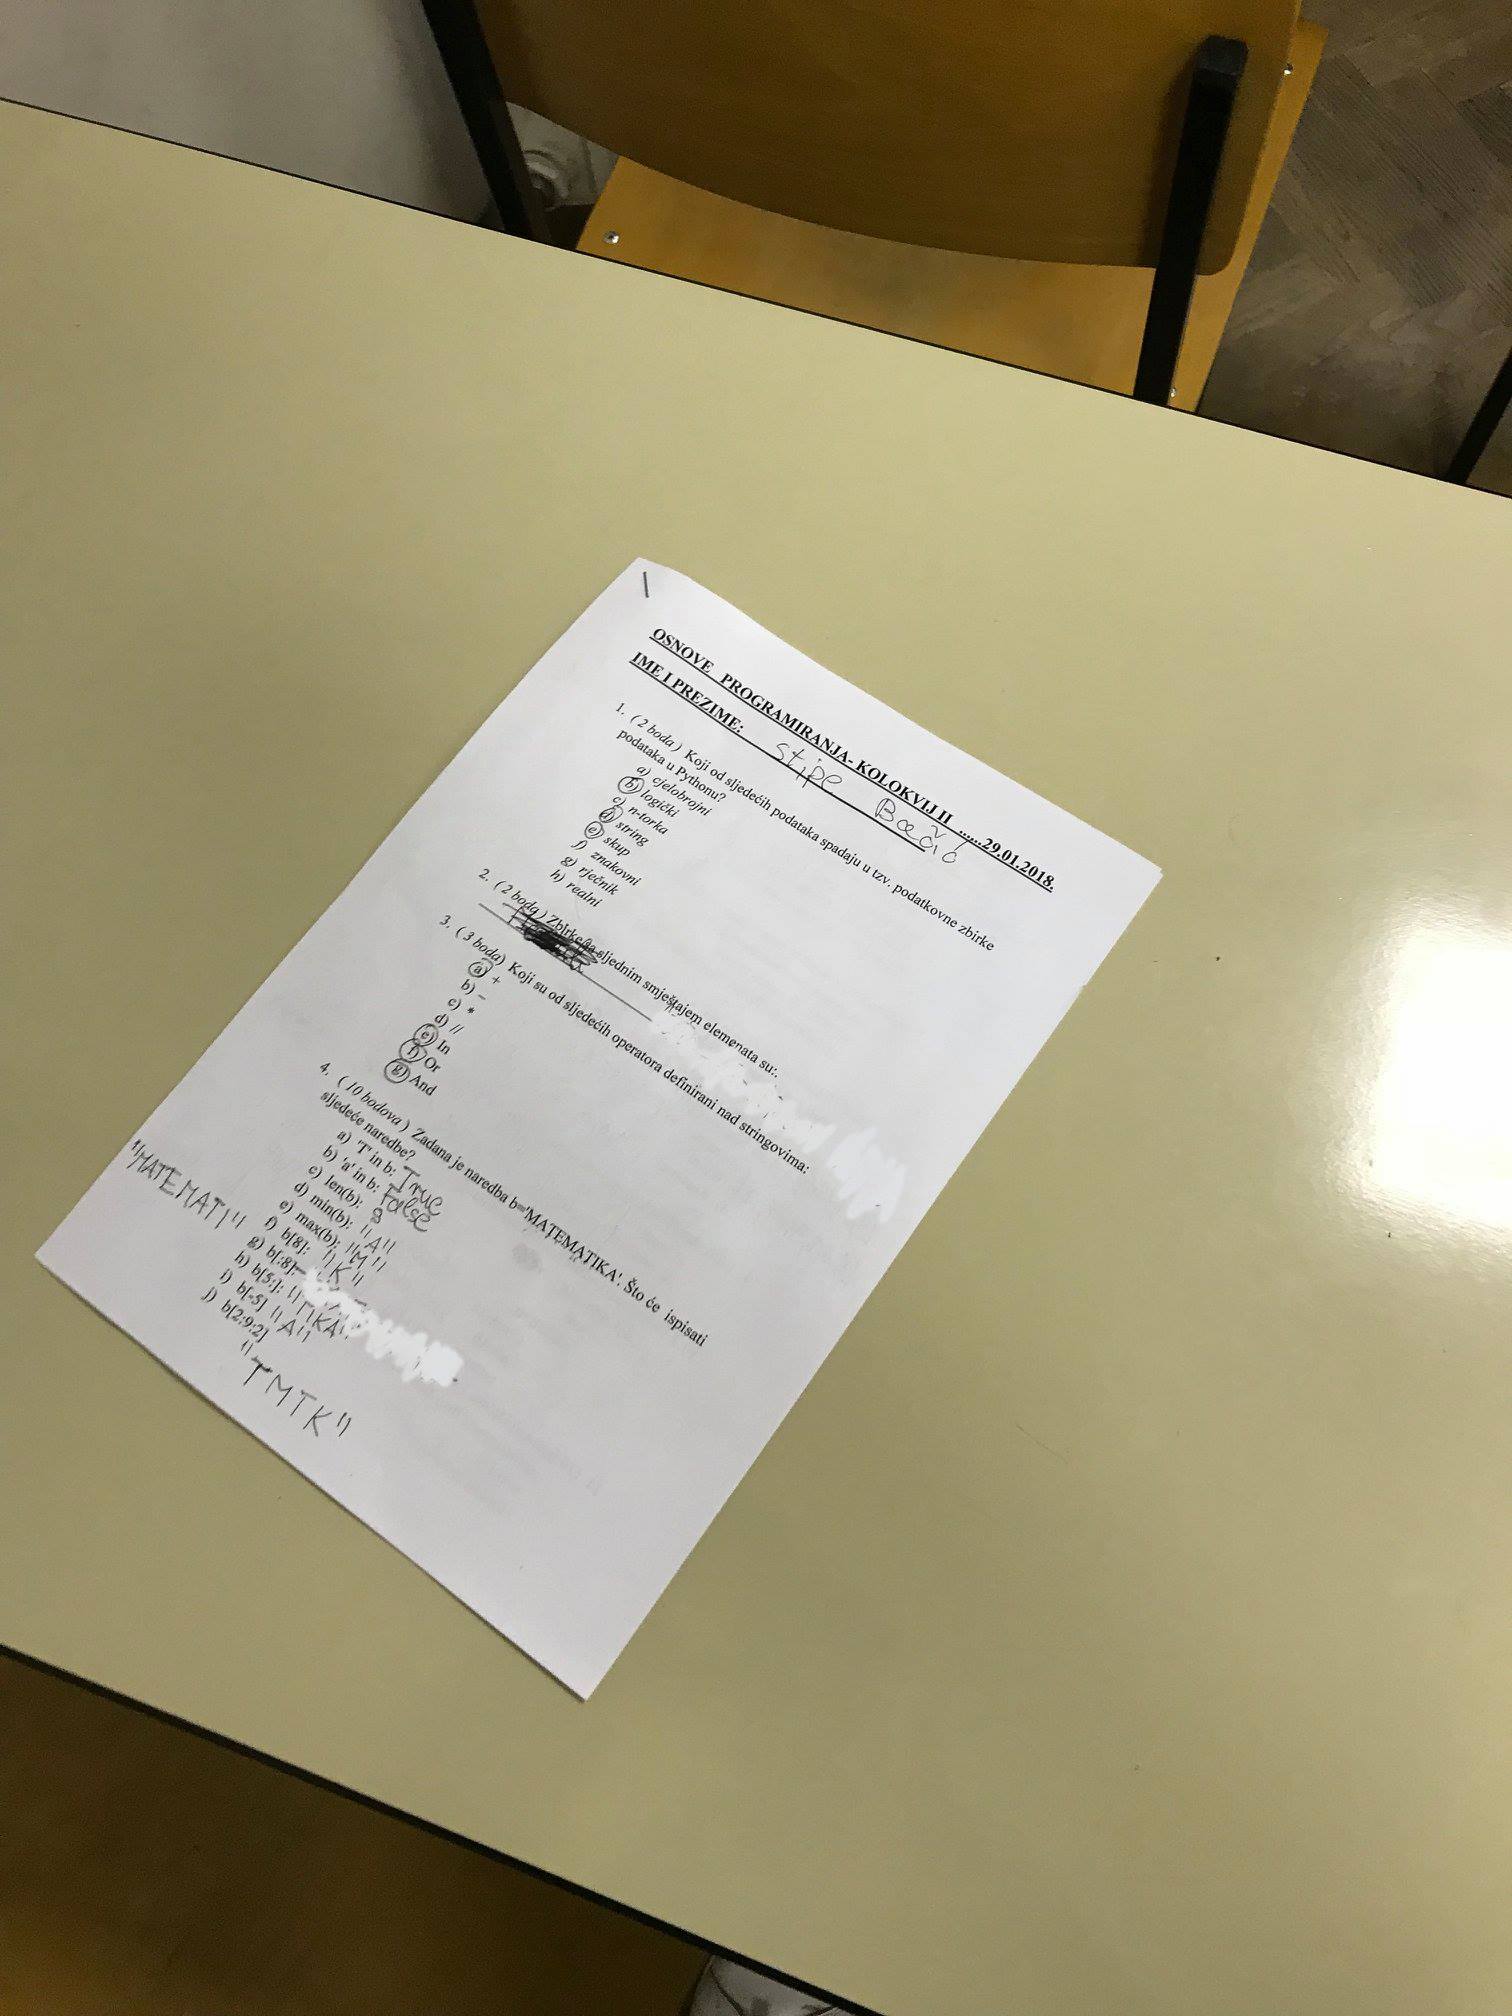 OSNOVE PROGRAMIRANJA- KOLOKVIJ II ......29.01.2018.
IME I PREZIME: Stipe Bačić
1. ( 2 boda ) Koji od sljedećih podataka spadaju u tzv. podatkovne zbirke
podataka u Pythonu?
a) cjelobrojni
b) logički
c) n-torka
d) string
e) skup
f) znakovni
g) rječnik
h) realni
2. ( 2 boda ) Zbirke sa sljednim smještajem elemenata su:.
3. ( 3 boda) Koji su od sljedećih operatora definirani nad stringovima:
a) +
b) –
c) *
d) //
e) In
f) Or
g) And
4. ( 10 bodova ) Zadana je naredba b='MATEMATIKA'. Što će ispisati
sljedeće naredbe?
a) 'T' in b: True
b) 'a' in b: False
c) len(b):
d) min(b): "A"
e) max(b): "M"
f) b[8]: "K"
g) b[:8]:
"MATEMATI"
h) b[5:]:
i) b[-5] "A"
j) b[2:9:2]
"TMTK"